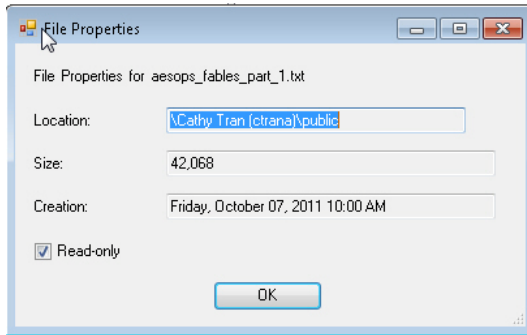 File Properties
File Properties for aesops_fables_part_1.txt
Location: \Cathy Tran (ctrana)\public
Size: 42,068
Creation: Friday, October 07, 2011 10:00 AM
Read-only
OK